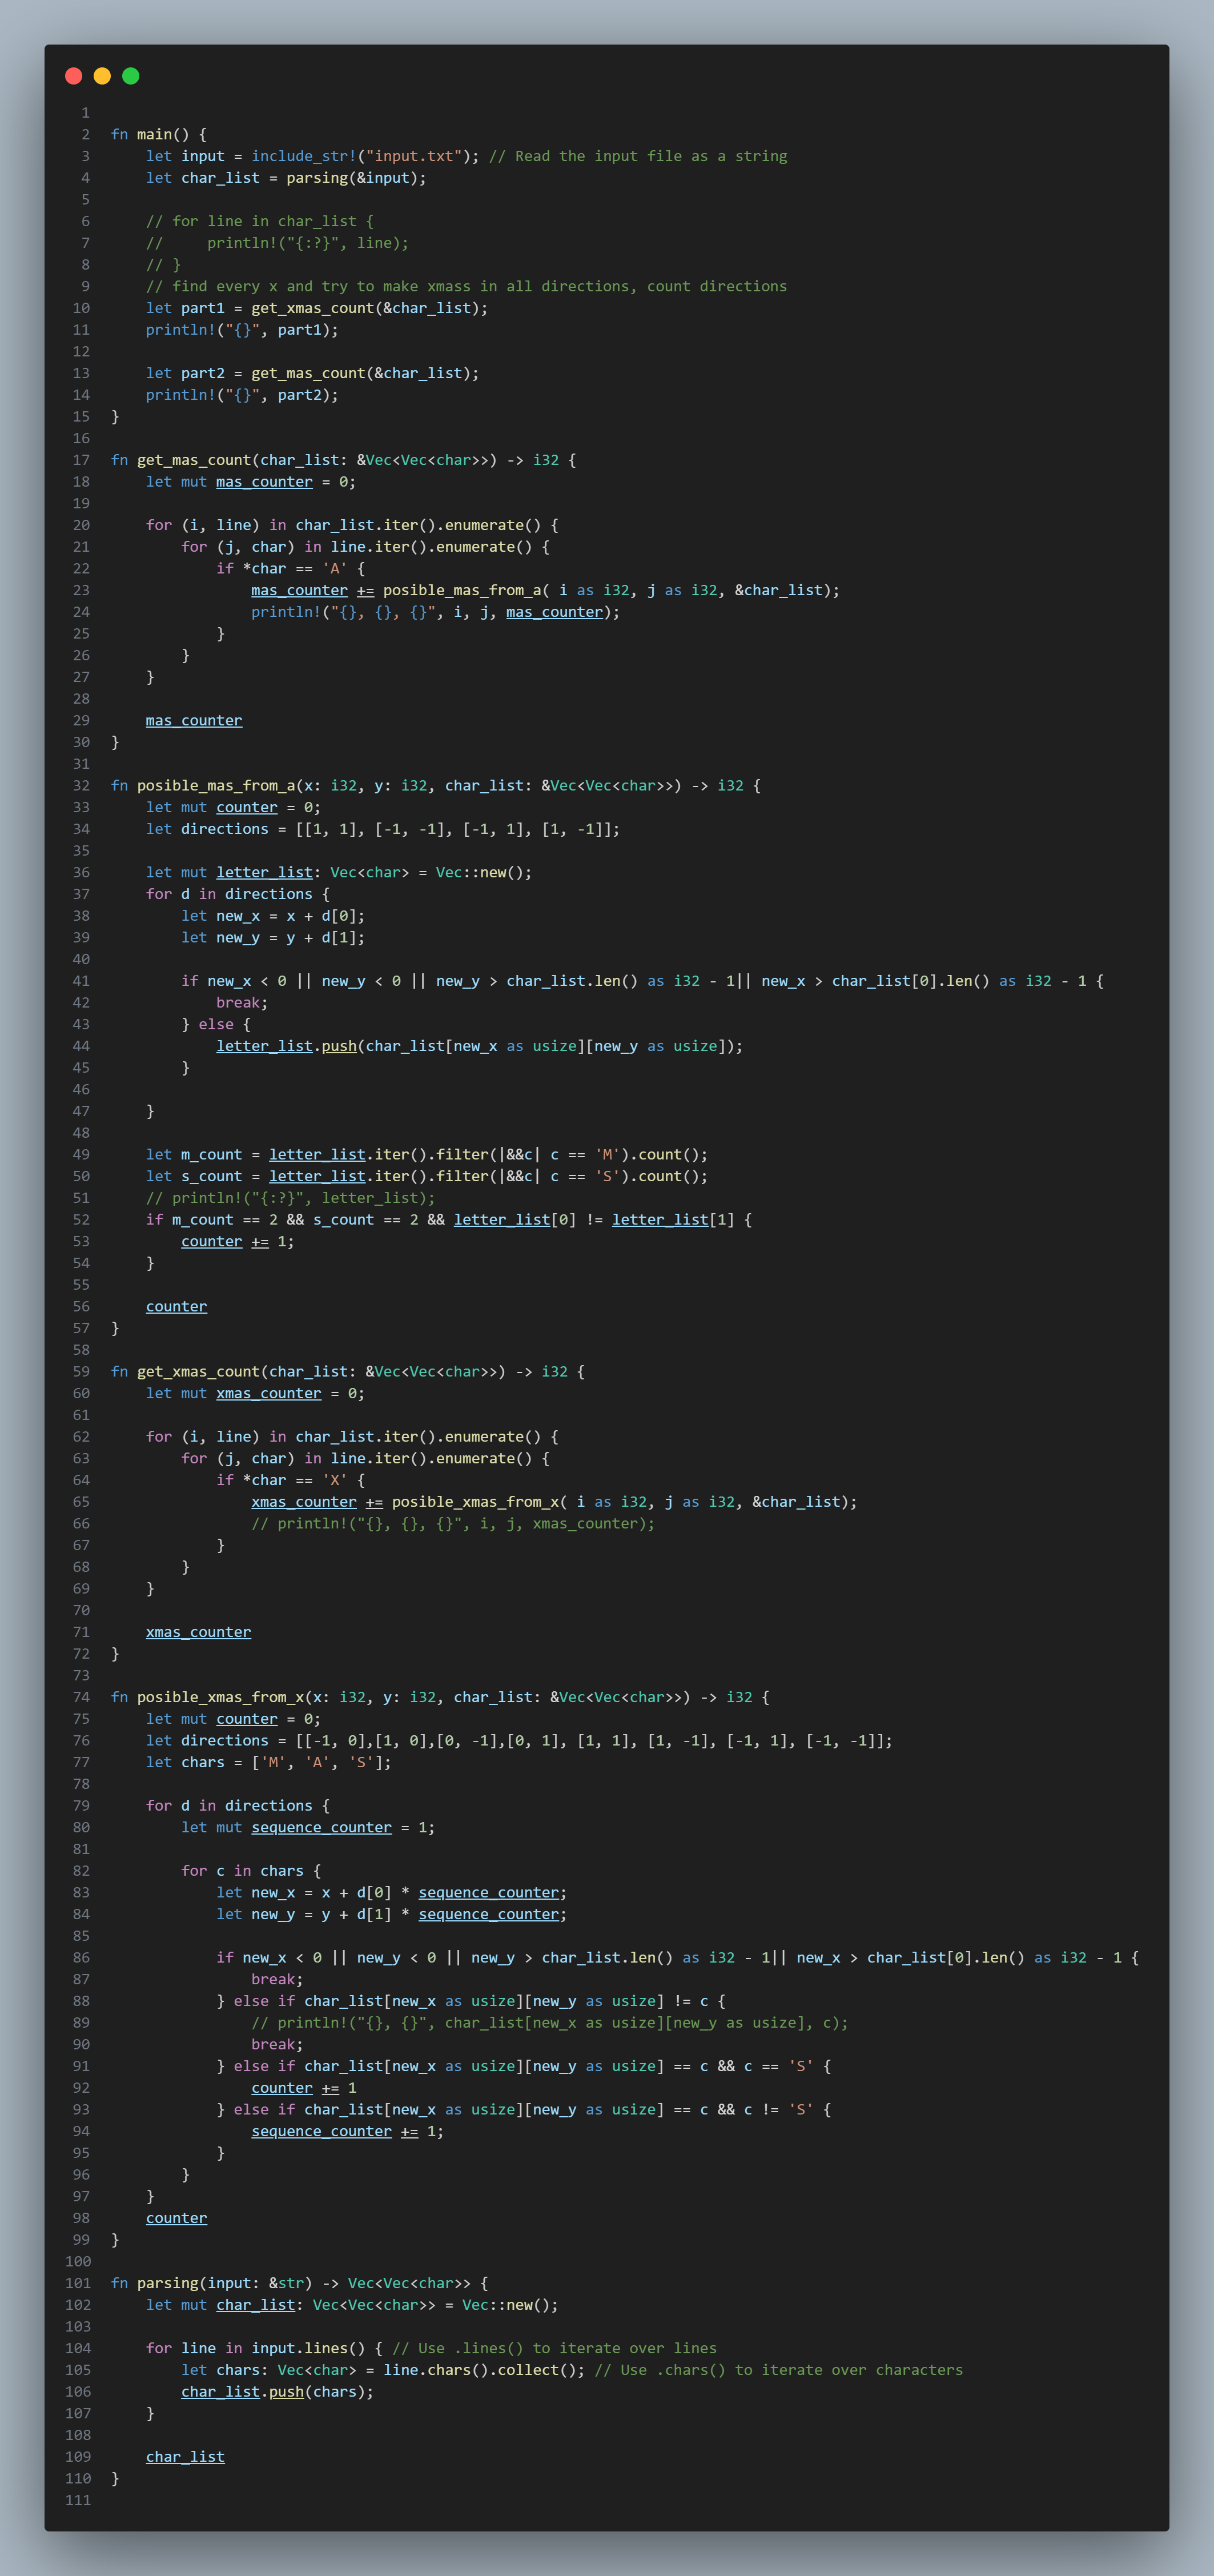 1
2 fn main() {
3     let input = include_str!("input.txt"); // Read the input file as a string
4     let char_list = parsing(&input);
5
6     // for line in char_list {
7     //     println!("{:?}", line);
8     // }
9     // find every x and try to make xmass in all directions, count directions
10     let part1 = get_xmas_count(&char_list);
11     println!("{}", part1);
12
13     let part2 = get_mas_count(&char_list);
14     println!("{}", part2);
15 }
16
17 fn get_mas_count(char_list: &Vec<Vec<char>>) -> i32 {
18     let mut mas_counter = 0;
19
20     for (i, line) in char_list.iter().enumerate() {
21         for (j, char) in line.iter().enumerate() {
22             if *char == 'A' {
23                 mas_counter += posible_mas_from_a( i as i32, j as i32, &char_list);
24                 println!("{}, {}, {}", i, j, mas_counter);
25             }
26         }
27     }
28
29     mas_counter
30 }
31
32 fn posible_mas_from_a(x: i32, y: i32, char_list: &Vec<Vec<char>>) -> i32 {
33     let mut counter = 0;
34     let directions = [[1, 1], [-1, -1], [-1, 1], [1, -1]];
35
36     let mut letter_list: Vec<char> = Vec::new();
37     for d in directions {
38         let new_x = x + d[0];
39         let new_y = y + d[1];
40
41         if new_x < 0 || new_y < 0 || new_y > char_list.len() as i32 - 1|| new_x > char_list[0].len() as i32 - 1 {
42             break;
43         } else {
44             letter_list.push(char_list[new_x as usize][new_y as usize]);
45         }
46
47     }
48
49     let m_count = letter_list.iter().filter(|&&c| c == 'M').count();
50     let s_count = letter_list.iter().filter(|&&c| c == 'S').count();
51     // println!("{:?}", letter_list);
52     if m_count == 2 && s_count == 2 && letter_list[0] != letter_list[1] {
53         counter += 1;
54     }
55
56     counter
57 }
58
59 fn get_xmas_count(char_list: &Vec<Vec<char>>) -> i32 {
60     let mut xmas_counter = 0;
61
62     for (i, line) in char_list.iter().enumerate() {
63         for (j, char) in line.iter().enumerate() {
64             if *char == 'X' {
65                 xmas_counter += posible_xmas_from_x( i as i32, j as i32, &char_list);
66                 // println!("{}, {}, {}", i, j, xmas_counter);
67             }
68         }
69     }
70
71     xmas_counter
72 }
73
74 fn posible_xmas_from_x(x: i32, y: i32, char_list: &Vec<Vec<char>>) -> i32 {
75     let mut counter = 0;
76     let directions = [[-1, 0],[1, 0],[0, -1],[0, 1], [1, 1], [1, -1], [-1, 1], [-1, -1]];
77     let chars = ['M', 'A', 'S'];
78
79     for d in directions {
80         let mut sequence_counter = 1;
81
82         for c in chars {
83             let new_x = x + d[0] * sequence_counter;
84             let new_y = y + d[1] * sequence_counter;
85
86             if new_x < 0 || new_y < 0 || new_y > char_list.len() as i32 - 1|| new_x > char_list[0].len() as i32 - 1 {
87                 break;
88             } else if char_list[new_x as usize][new_y as usize] != c {
89                 // println!("{}, {}", char_list[new_x as usize][new_y as usize], c);
90                 break;
91             } else if char_list[new_x as usize][new_y as usize] == c && c == 'S' {
92                 counter += 1
93             } else if char_list[new_x as usize][new_y as usize] == c && c != 'S' {
94                 sequence_counter += 1;
95             }
96         }
97     }
98     counter
99 }
100
101 fn parsing(input: &str) -> Vec<Vec<char>> {
102     let mut char_list: Vec<Vec<char>> = Vec::new();
103
104     for line in input.lines() { // Use .lines() to iterate over lines
105         let chars: Vec<char> = line.chars().collect(); // Use .chars() to iterate over characters
106         char_list.push(chars);
107     }
108
109     char_list
110 }
111